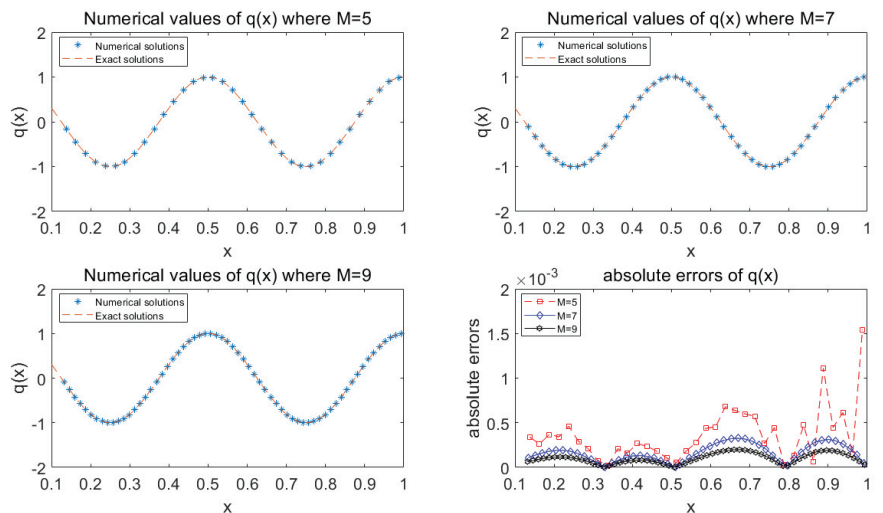 Numerical values of q(x) where M=5
2
1
0
-1
-2
q(x)
Numerical solutions
Exact solutions
0.1 0.2 0.3 0.4 0.5 0.6 0.7 0.8 0.9 1
x
Numerical values of q(x) where M=7
2
1
0
-1
-2
q(x)
Numerical solutions
Exact solutions
0.1 0.2 0.3 0.4 0.5 0.6 0.7 0.8 0.9 1
x
Numerical values of q(x) where M=9
2
1
0
-1
-2
q(x)
Numerical solutions
Exact solutions
0.1 0.2 0.3 0.4 0.5 0.6 0.7 0.8 0.9 1
x
absolute errors of q(x)
×10-3
2
1.5
1
0.5
0
absolute errors
M=5
M=7
M=9
0.1 0.2 0.3 0.4 0.5 0.6 0.7 0.8 0.9 1
x